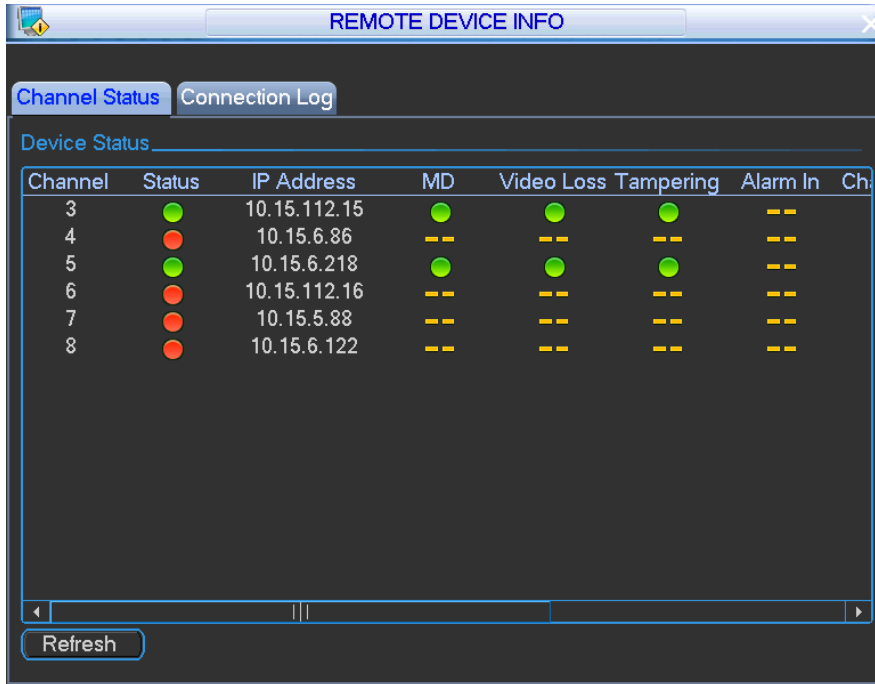 REMOTE DEVICE INFO
Channel Status Connection Log
Device Status
Channel Status IP Address MD Video Loss Tampering Alarm In Ch
3 10.15.112.15 --
4 10.15.6.86 -- -- -- --
5 10.15.6.218 --
6 10.15.112.16 -- -- -- --
7 10.15.5.88 -- -- -- --
8 10.15.6.122 -- -- -- --
Refresh